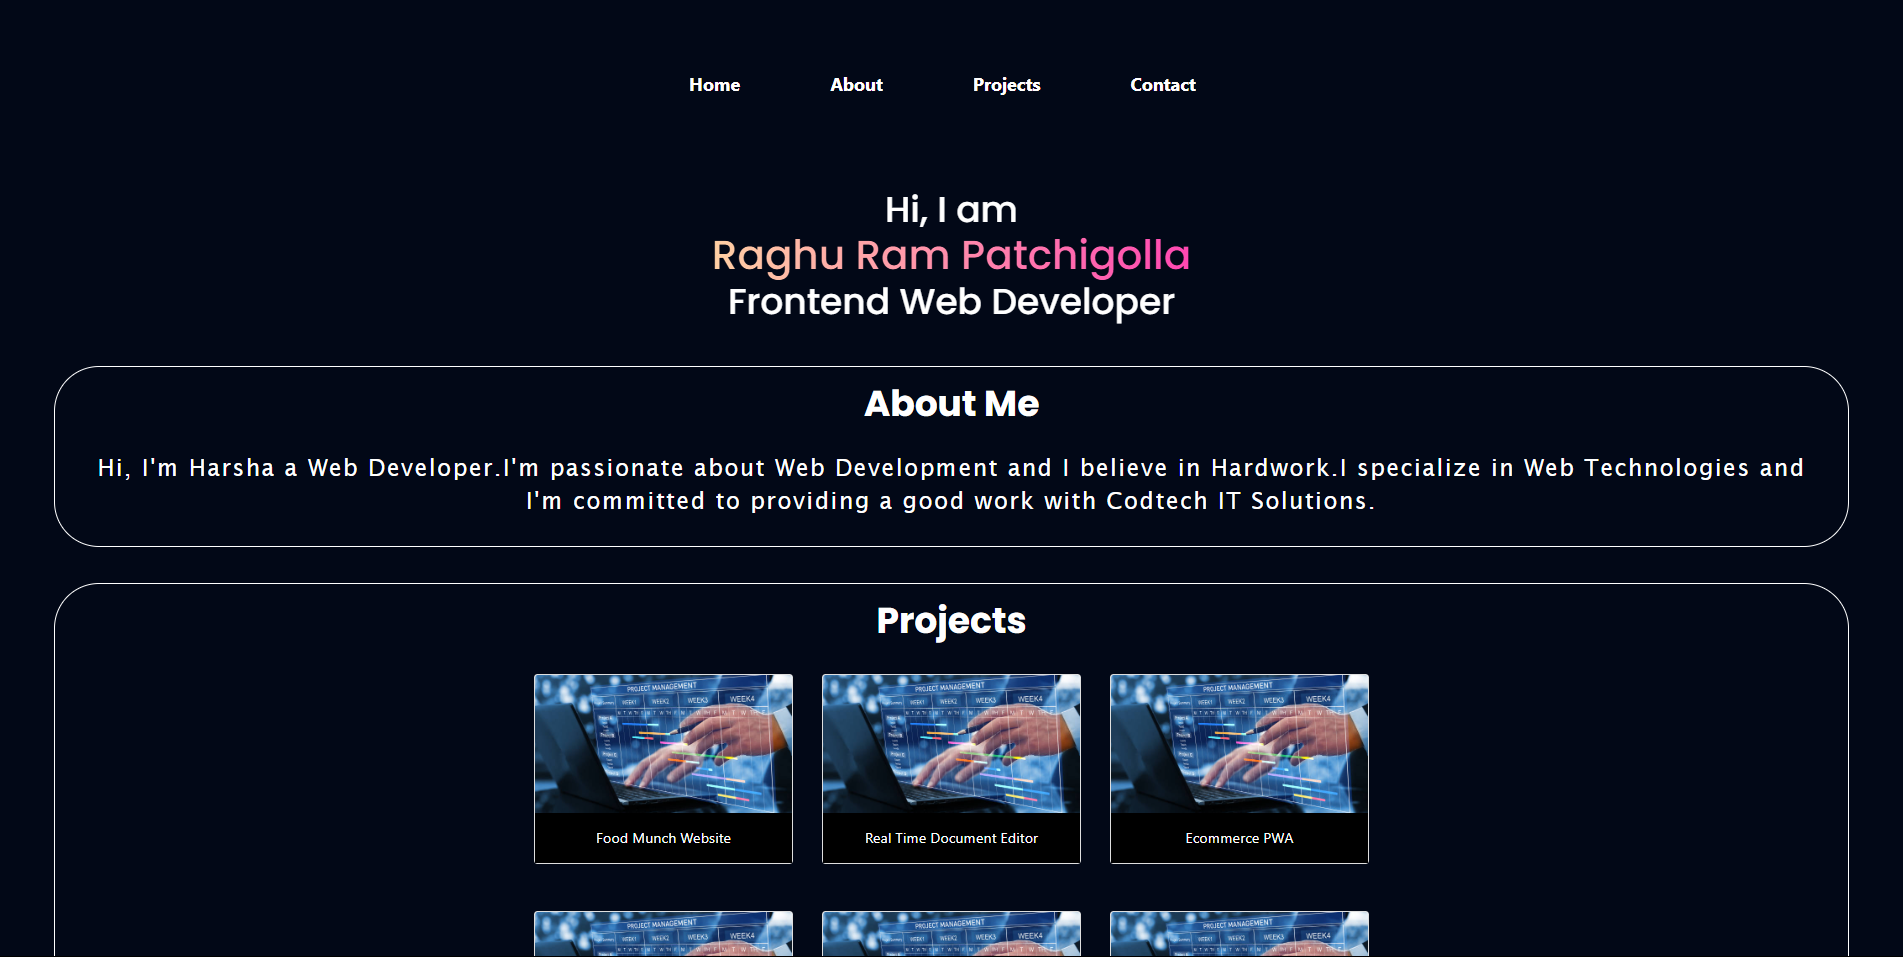 Home About Projects Contact
Hi, I am
Raghu Ram Patchigolla
Frontend Web Developer
About Me
Hi, I'm Harsha a Web Developer.I'm passionate about Web Development and I believe in Hardwork.I specialize in Web Technologies and
I'm committed to providing a good work with Codtech IT Solutions.
Projects
PROJECT MANAGEMENT PROJECT MANAGEMENT PROJECT MANAGEMENT
WEEK1 WEEK2 WEEK3 WEEK4 WEEK1 WEEK2 WEEK3 WEEK4 WEEK1 WEEK2 WEEK3 WEEK4
Food Munch Website Real Time Document Editor Ecommerce PWA
PROJECT MANAGEMENT PROJECT MANAGEMENT PROJECT MANAGEMENT
WEEK1 WEEK2 WEEK3 WEEK4 WEEK1 WEEK2 WEEK3 WEEK4 WEEK1 WEEK2 WEEK3 WEEK4